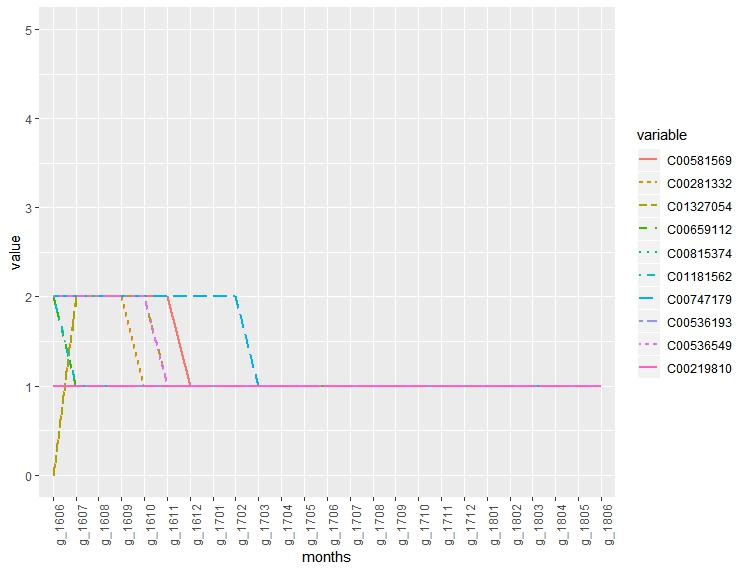 5
4
3
2
1
0
value
g_1606
g_1607
g_1608
g_1609
g_1610
g_1611
g_1612
g_1701
g_1702
g_1703
g_1704
g_1705
g_1706
g_1707
g_1708
g_1709
g_1710
g_1711
g_1712
g_1801
g_1802
g_1803
g_1804
g_1805
g_1806
months
variable
C00581569
C00281332
C01327054
C00659112
C00815374
C01181562
C00747179
C00536193
C00536549
C00219810